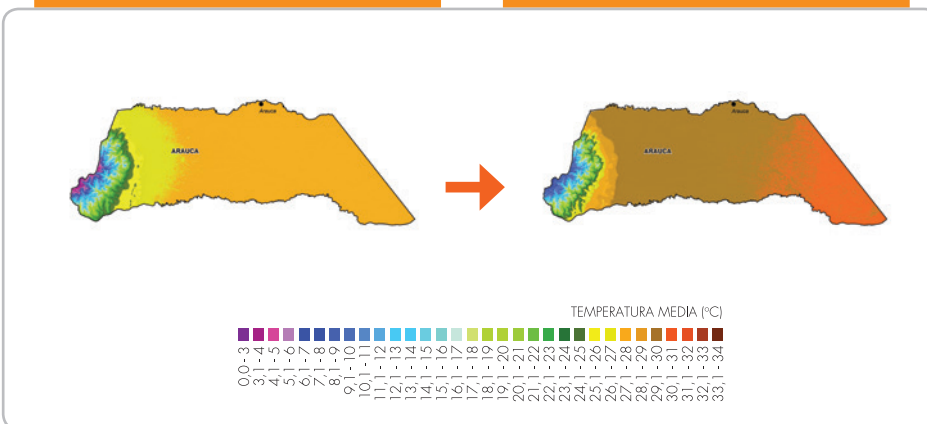 Arauca
ARAUCA
Arauca
ARAUCA
TEMPERATURA MEDIA (ºC)
0,0 - 3
3,1 - 4
4,1 - 5
5,1 - 6
6,1 - 7
7,1 - 8
8,1 - 9
9,1 - 10
10,1 - 11
11,1 - 12
12,1 - 13
13,1 - 14
14,1 - 15
15,1 - 16
16,1 - 17
17,1 - 18
18,1 - 19
19,1 - 20
20,1 - 21
21,1 - 22
22,1 - 23
23,1 - 24
24,1 - 25
25,1 - 26
26,1 - 27
27,1 - 28
28,1 - 29
29,1 - 30
30,1 - 31
31,1 - 32
32,1 - 33
33,1 - 34